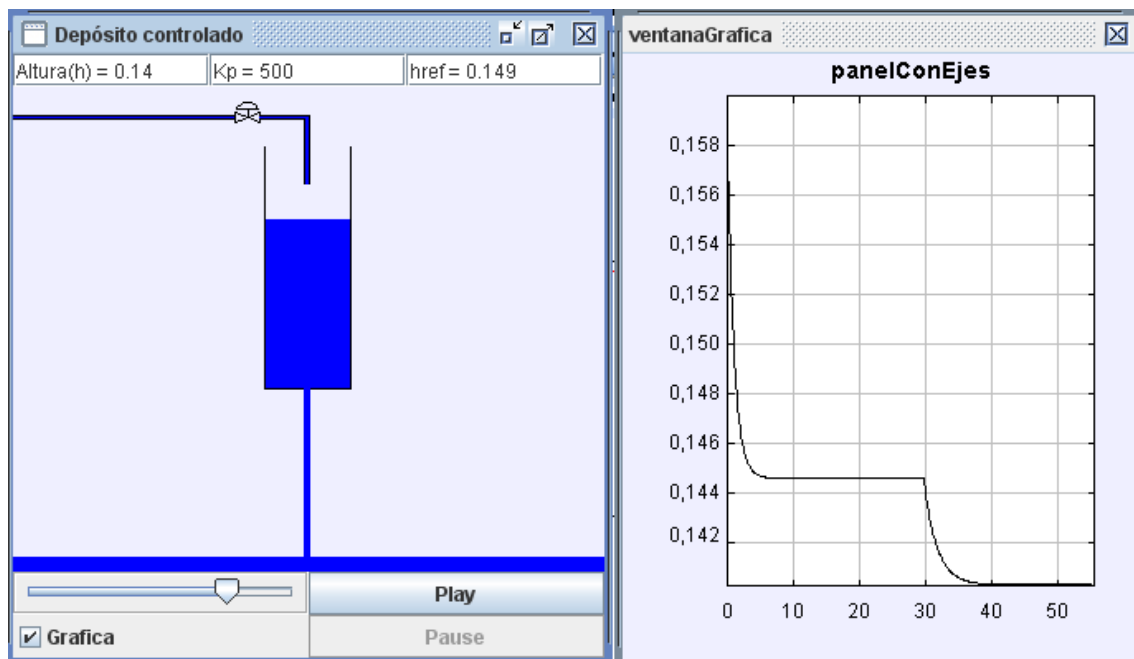 Depósito controlado
Altura(h) = 0.14
Kp = 500
href= 0.149
Play
Grafica
Pause
ventanaGrafica
panelConEjes
0,158
0,156
0,154
0,152
0,150
0,148
0,146
0,144
0,142
0 10 20 30 40 50